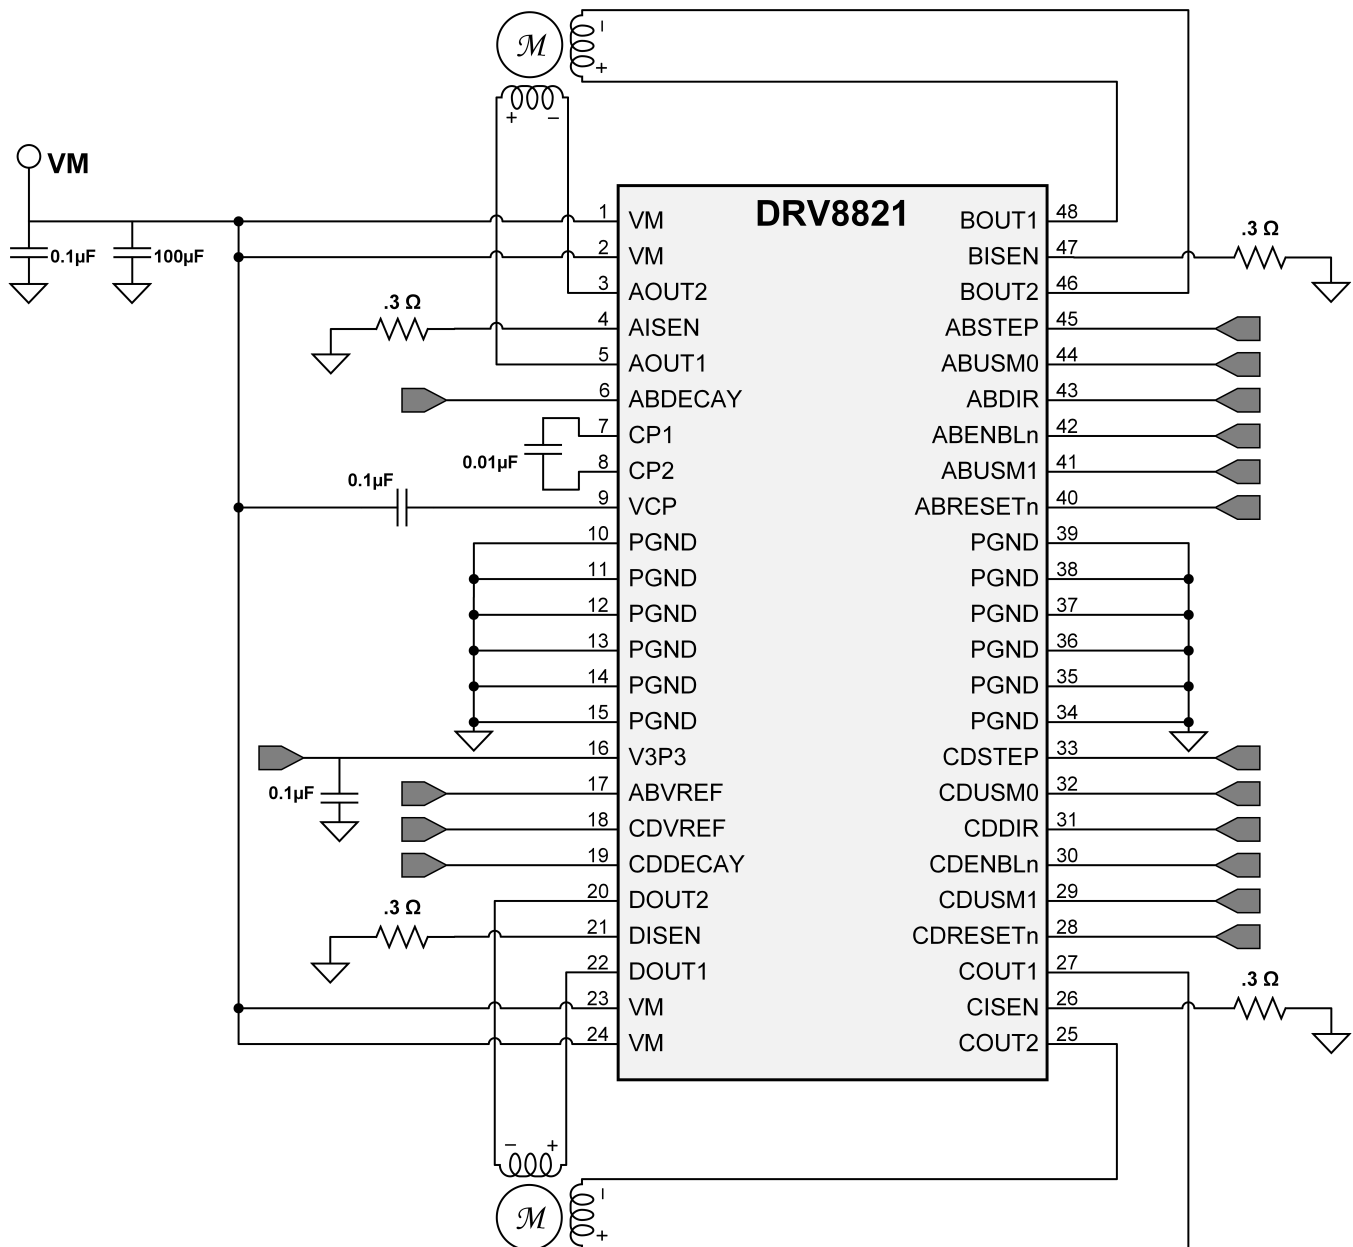 M
–
+
+ –
VM
0.1µF
100µF
DRV8821
1 VM
BOUT1 48
2 VM
BISEN 47
.3 Ω
3 AOUT2
BOUT2 46
.3 Ω
4 AISEN
ABSTEP 45
5 AOUT1
ABUSM0 44
6 ABDECAY
ABDIR 43
7 CP1
ABENBLn 42
0.01µF
8 CP2
ABUSM1 41
0.1µF
9 VCP
ABRESETn 40
10 PGND
PGND 39
11 PGND
PGND 38
12 PGND
PGND 37
13 PGND
PGND 36
14 PGND
PGND 35
15 PGND
PGND 34
16 V3P3
CDSTEP 33
0.1µF
17 ABVREF
CDUSM0 32
18 CDVREF
CDDIR 31
19 CDDECAY
CDENBLn 30
20 DOUT2
CDUSM1 29
.3 Ω
21 DISEN
CDRESETn 28
22 DOUT1
COUT1 27
23 VM
CISEN 26
.3 Ω
24 VM
COUT2 25
– +
M
–
+